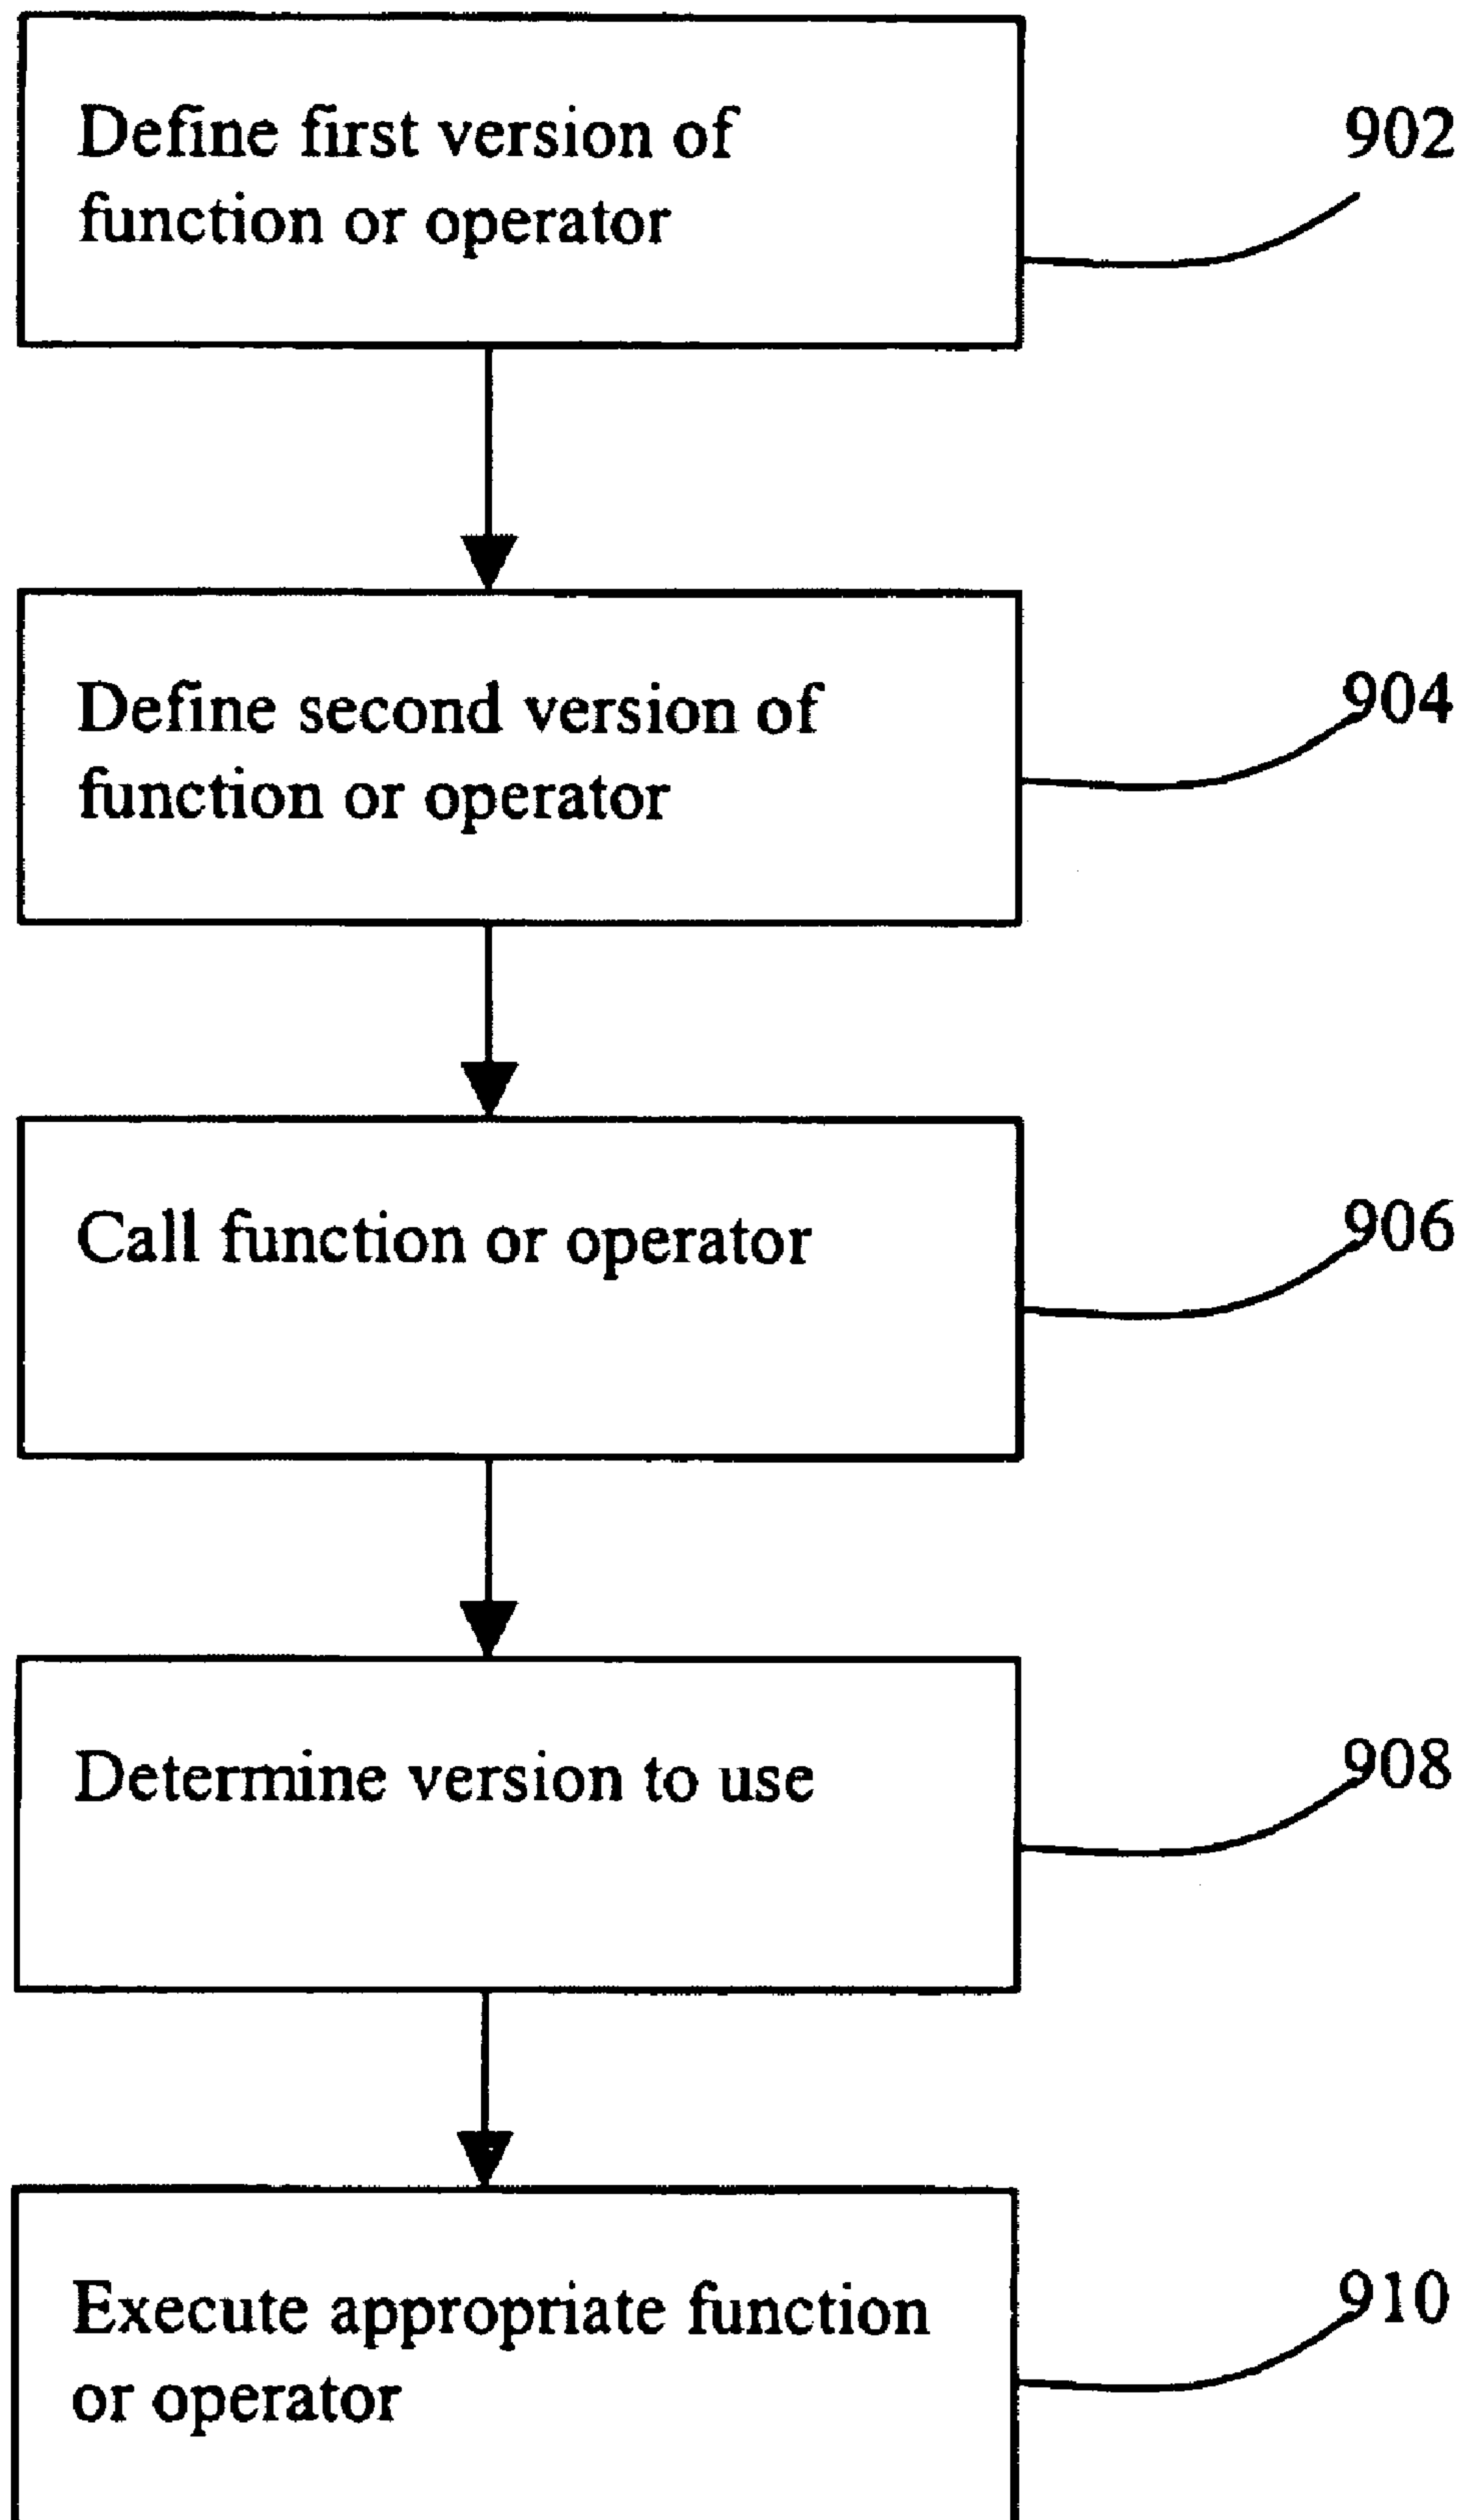 Define first version of
function or operator
902
Define second version of
function or operator
904
Call function or operator
906
Determine version to use
908
Execute appropriate function
or operator
910